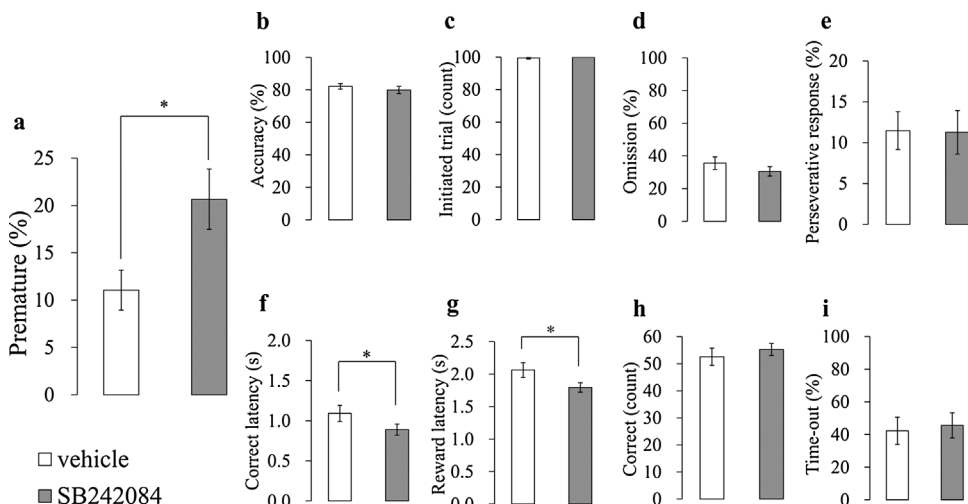 a
*
Premature (%)
25
20
15
10
5
0
vehicle
SB242084
b
Accuracy (%)
100
80
60
40
20
0
c
Initiated trial (count)
100
80
60
40
20
0
d
Omission (%)
100
80
60
40
20
0
e
Perseverative response (%)
20
15
10
5
0
f
*
Correct latency (s)
2.0
1.5
1.0
0.5
0.0
g
*
Reward latency (s)
2.5
2.0
1.5
1.0
0.5
0.0
h
Correct (count)
60
50
40
30
20
10
0
i
Time-out (%)
100
80
60
40
20
0